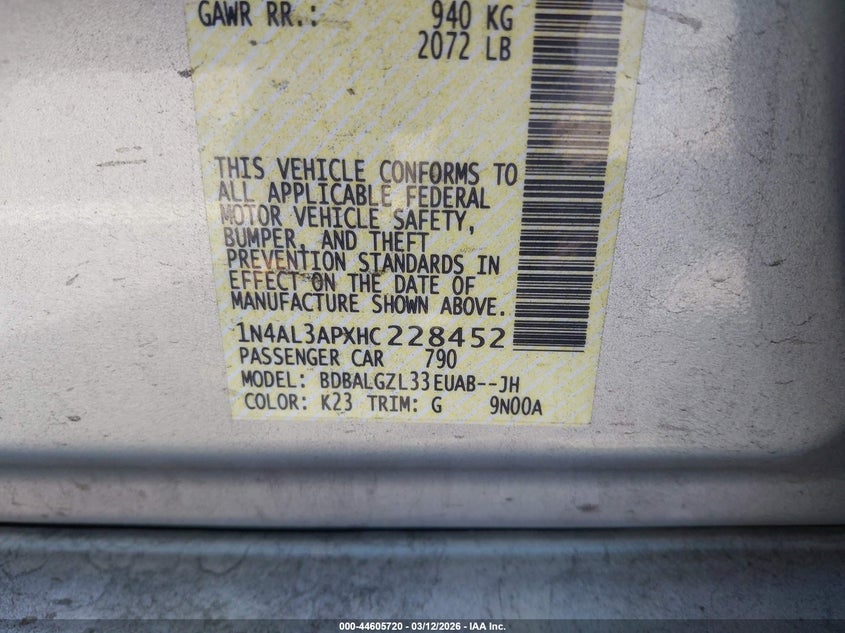 GAWR RR.: 940 KG
2072 LB
THIS VEHICLE CONFORMS TO
ALL APPLICABLE FEDERAL
MOTOR VEHICLE SAFETY,
BUMPER, AND THEFT
PREVENTION STANDARDS IN
EFFECT ON THE DATE OF
MANUFACTURE SHOWN ABOVE.
1N4AL3APXHC228452
PASSENGER CAR 790
MODEL: BDBALGZL33EUAB--JH
COLOR: K23 TRIM: G 9N00A
000-44605720 - 03/12/2026 - IAA Inc.